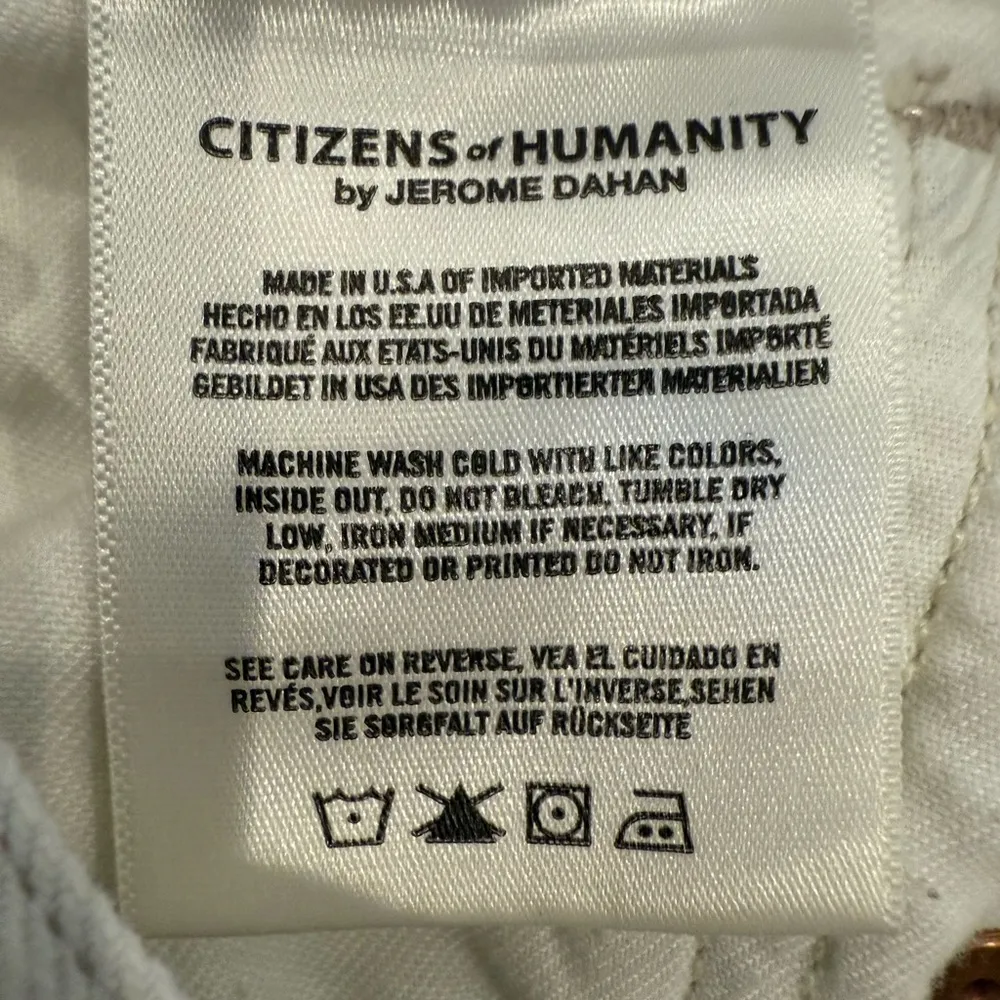 CITIZENS of HUMANITY
by JEROME DAHAN
MADE IN U.S.A OF IMPORTED MATERIALS
HECHO EN LOS EE.UU DE METERIALES IMPORTADA
FABRIQUÉ AUX ETATS-UNIS DU MATÉRIELS IMPORTÉ
GEBILDET IN USA DES IMPORTIERTER MATERIALIEN
MACHINE WASH COLD WITH LIKE COLORS,
INSIDE OUT, DO NOT BLEACH. TUMBLE DRY
LOW, IRON MEDIUM IF NECESSARY, IF
DECORATED OR PRINTED DO NOT IRON.
SEE CARE ON REVERSE, VEA EL CUIDADO EN
REVÉS,VOIR LE SOIN SUR L'INVERSE,SEHEN
SIE SORGFALT AUF RÜCKSEITE